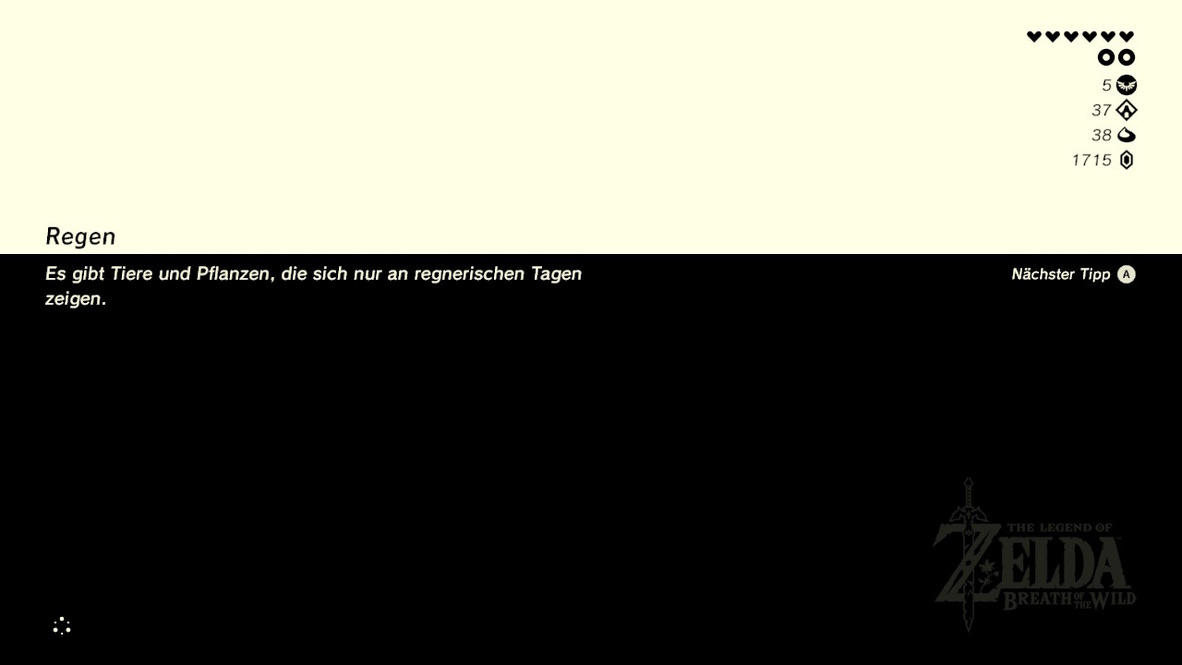 5
37
38
1715
Regen
Es gibt Tiere und Pflanzen, die sich nur an regnerischen Tagen
zeigen.
Nächster Tipp A
THE LEGEND OF
ZELDA
BREATH OF THE WILD